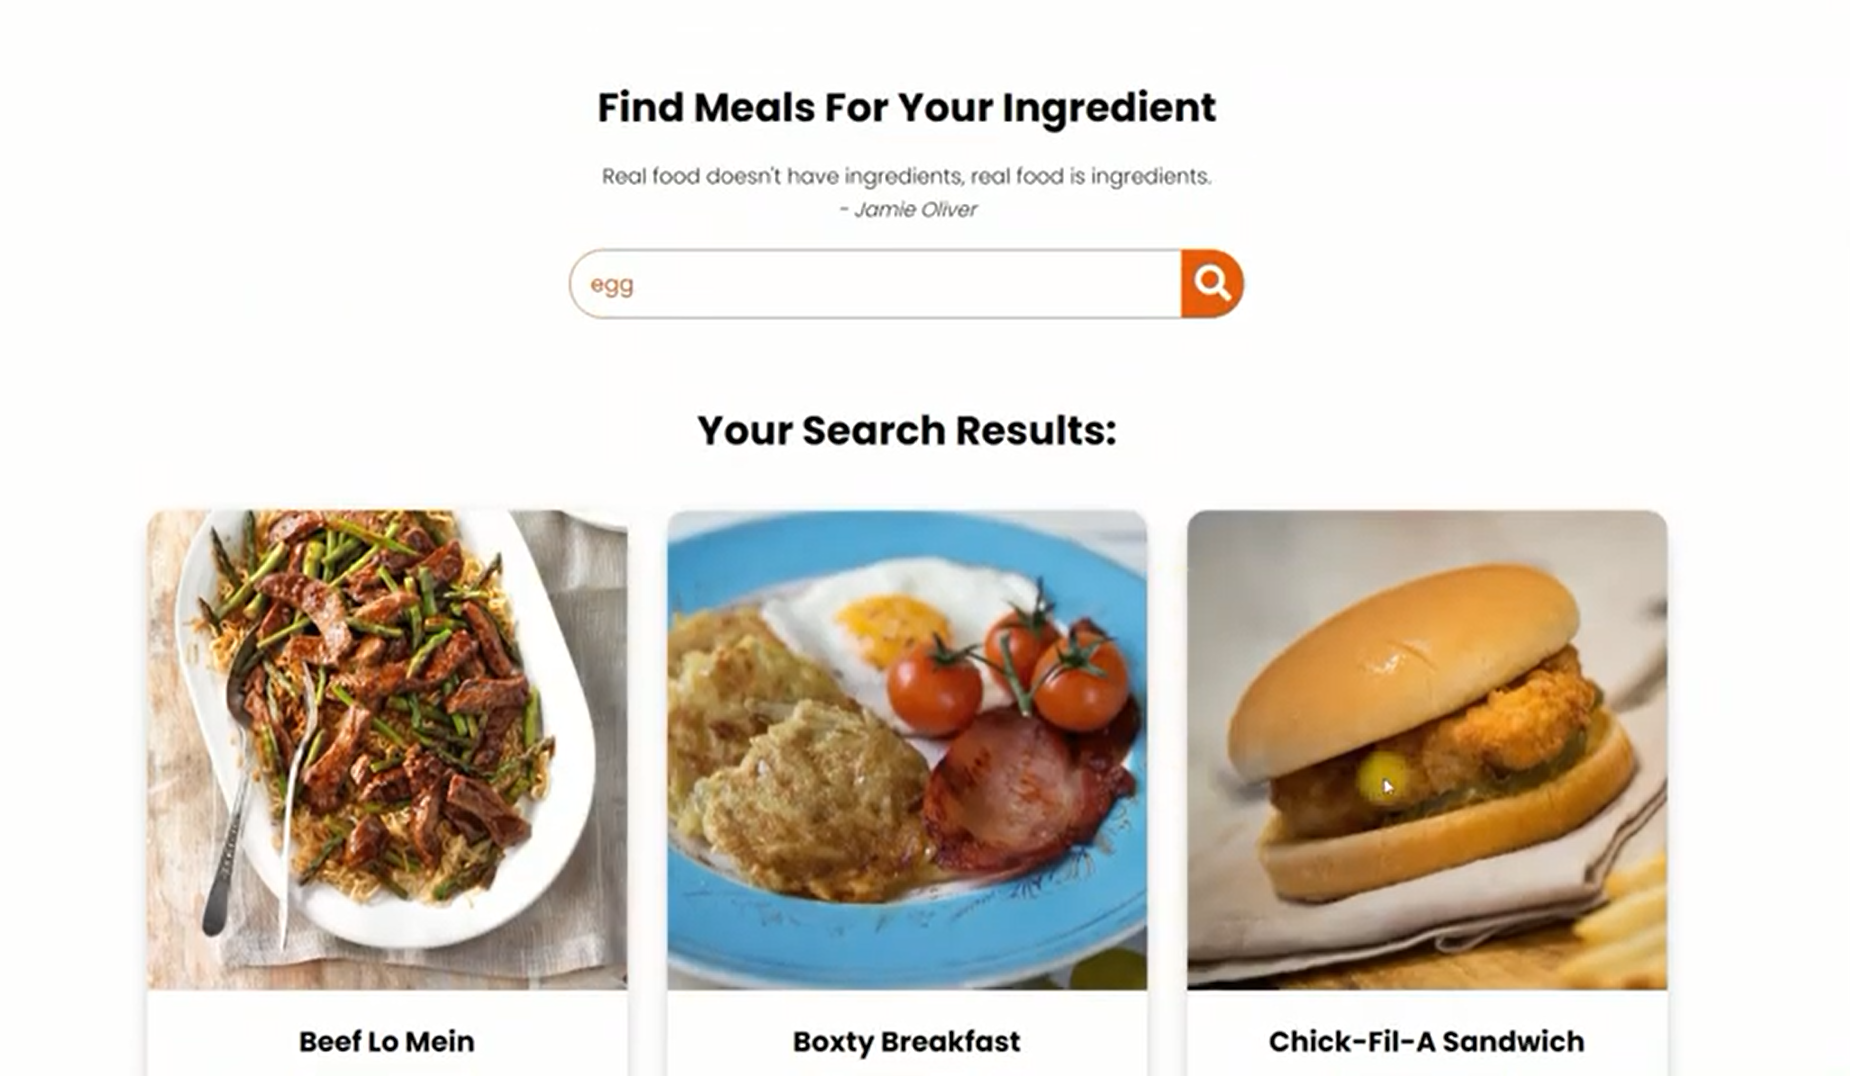 Find Meals For Your Ingredient
Real food doesn't have ingredients, real food is ingredients.
- Jamie Oliver
egg
Your Search Results:
Beef Lo Mein
Boxty Breakfast
Chick-Fil-A Sandwich